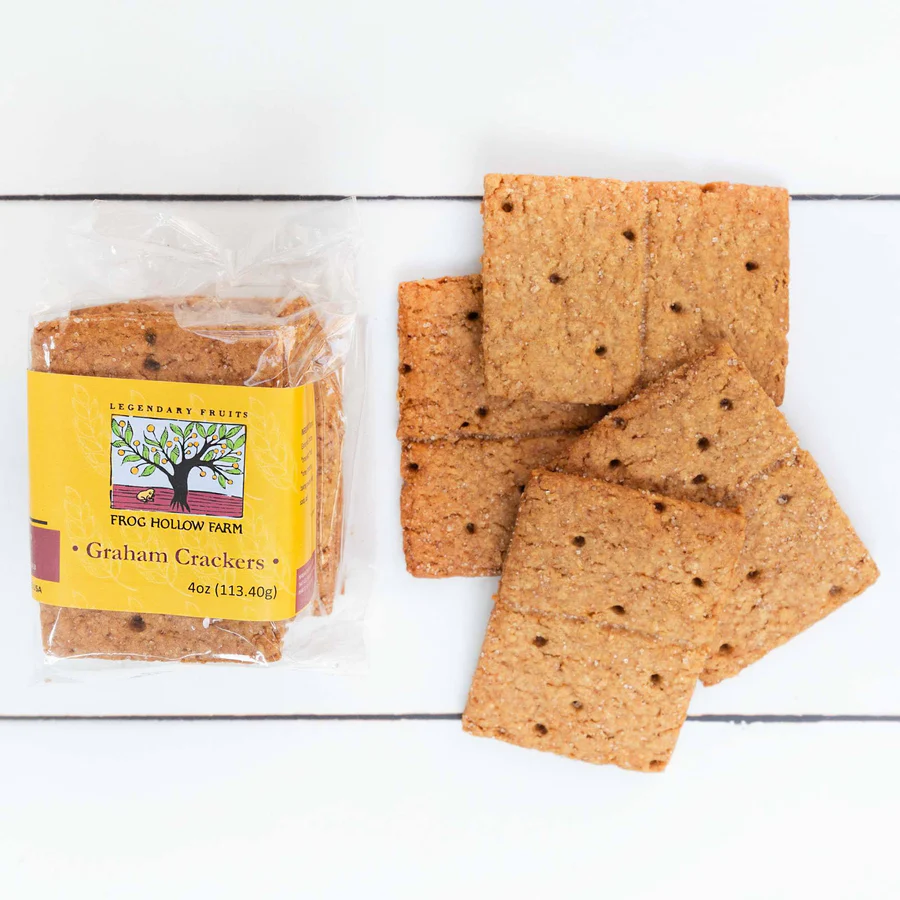 LEGENDARY FRUITS
FROG HOLLOW FARM
• Graham Crackers •
4oz (113.40g)